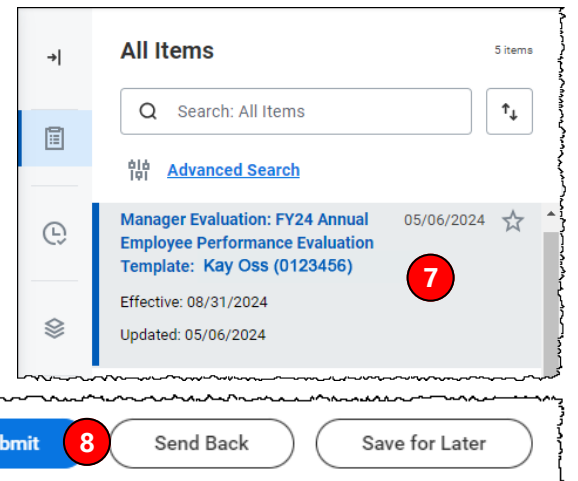 All Items
5 items
Search: All Items
Advanced Search
Manager Evaluation: FY24 Annual 05/06/2024
Employee Performance Evaluation
Template: Kay Oss (0123456)
7
Effective: 08/31/2024
Updated: 05/06/2024
bmit 8 Send Back Save for Later